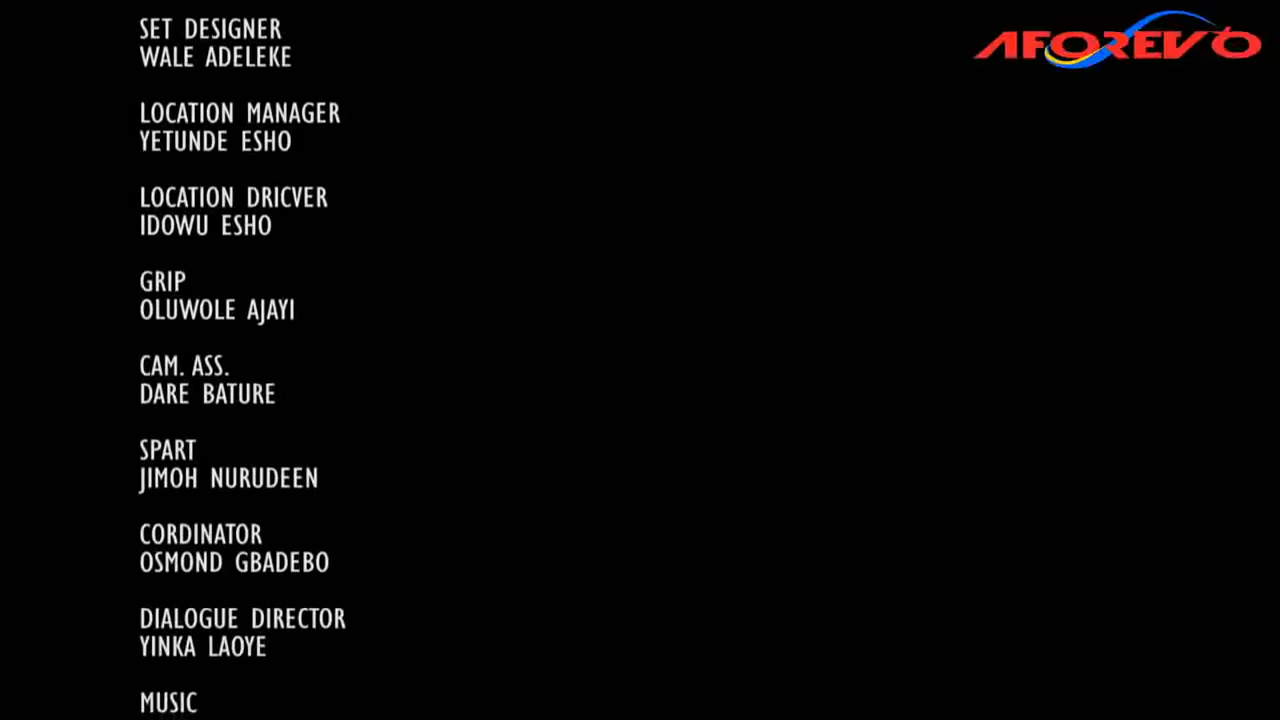 SET DESIGNER
WALE ADELEKE
LOCATION MANAGER
YETUNDE ESHO
LOCATION DRICVER
IDOWU ESHO
GRIP
OLUWOLE AJAYI
CAM. ASS.
DARE BATURE
SPART
JIMOH NURUDEEN
CORDINATOR
OSMOND GBADEBO
DIALOGUE DIRECTOR
YINKA LAOYE
MUSIC
AFOREVO